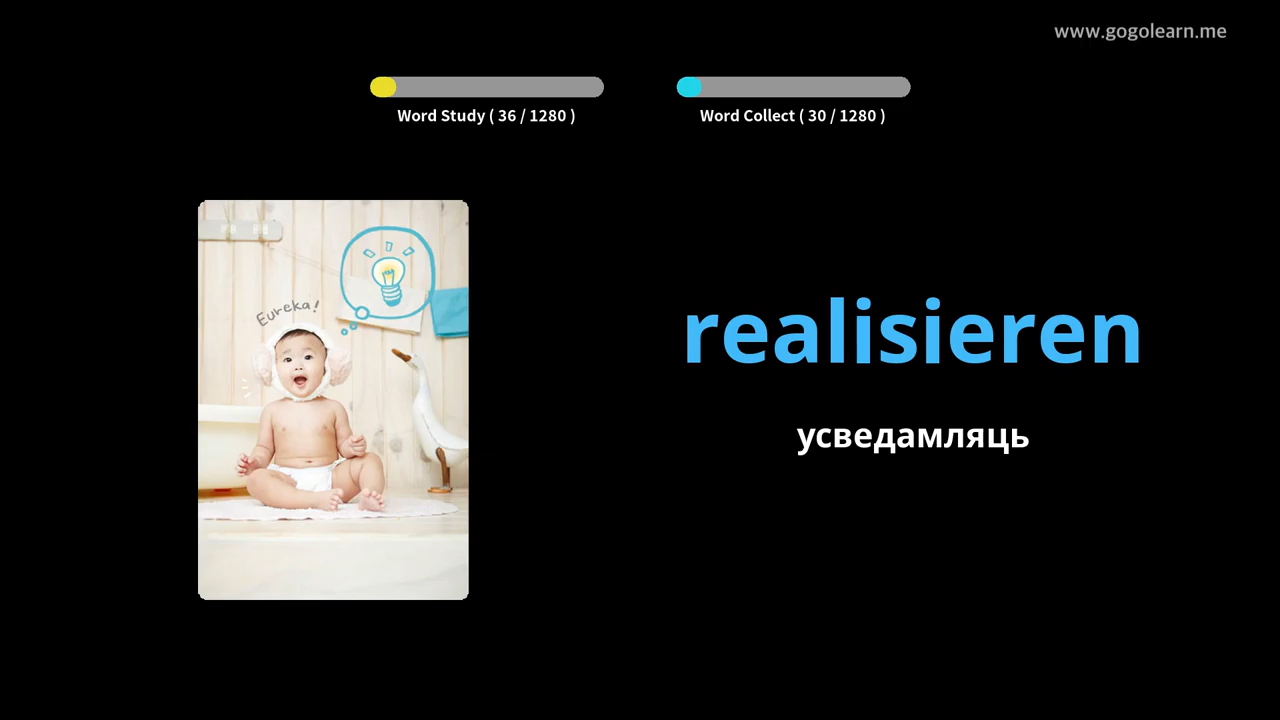 www.gogolearn.me
Word Study ( 36 / 1280 )
Word Collect ( 30 / 1280 )
Eureka!
realisieren
усведамляць